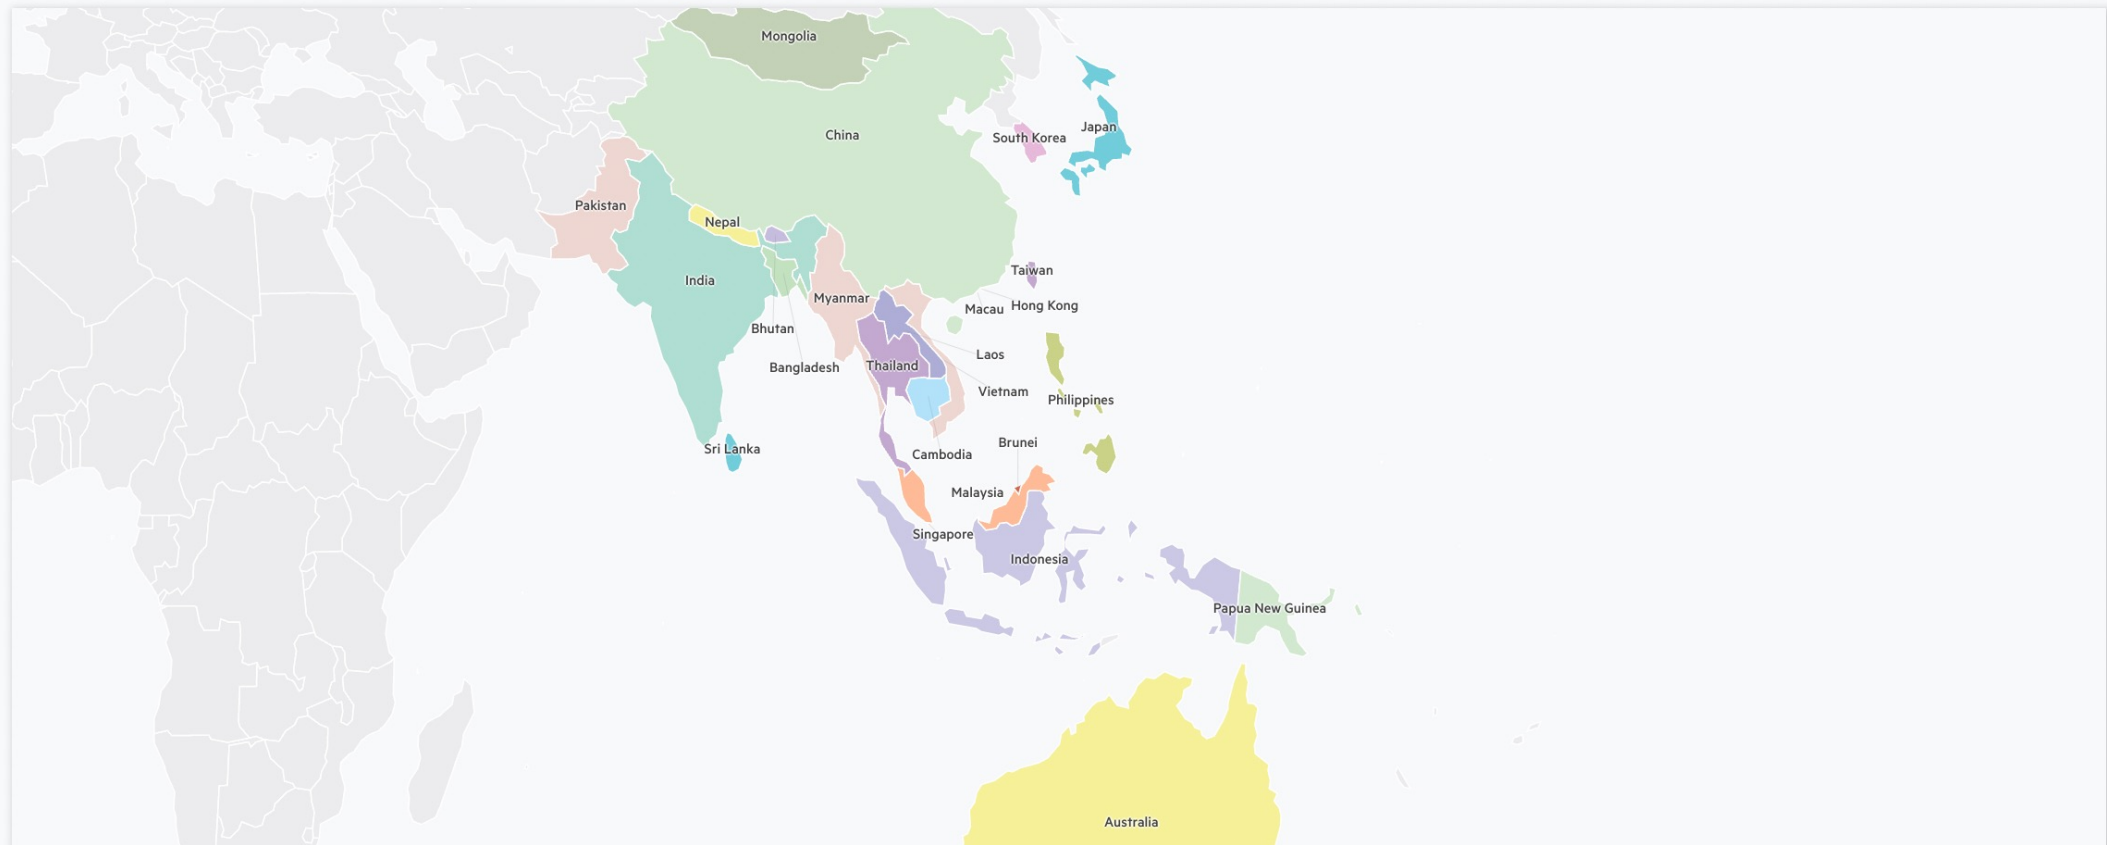 Mongolia
China
Japan
South Korea
Pakistan
Nepal
Taiwan
India
Myanmar
Hong Kong
Macau
Bhutan
Laos
Bangladesh
Thailand
Vietnam
Philippines
Brunei
Sri Lanka
Cambodia
Malaysia
Singapore
Indonesia
Papua New Guinea
Australia